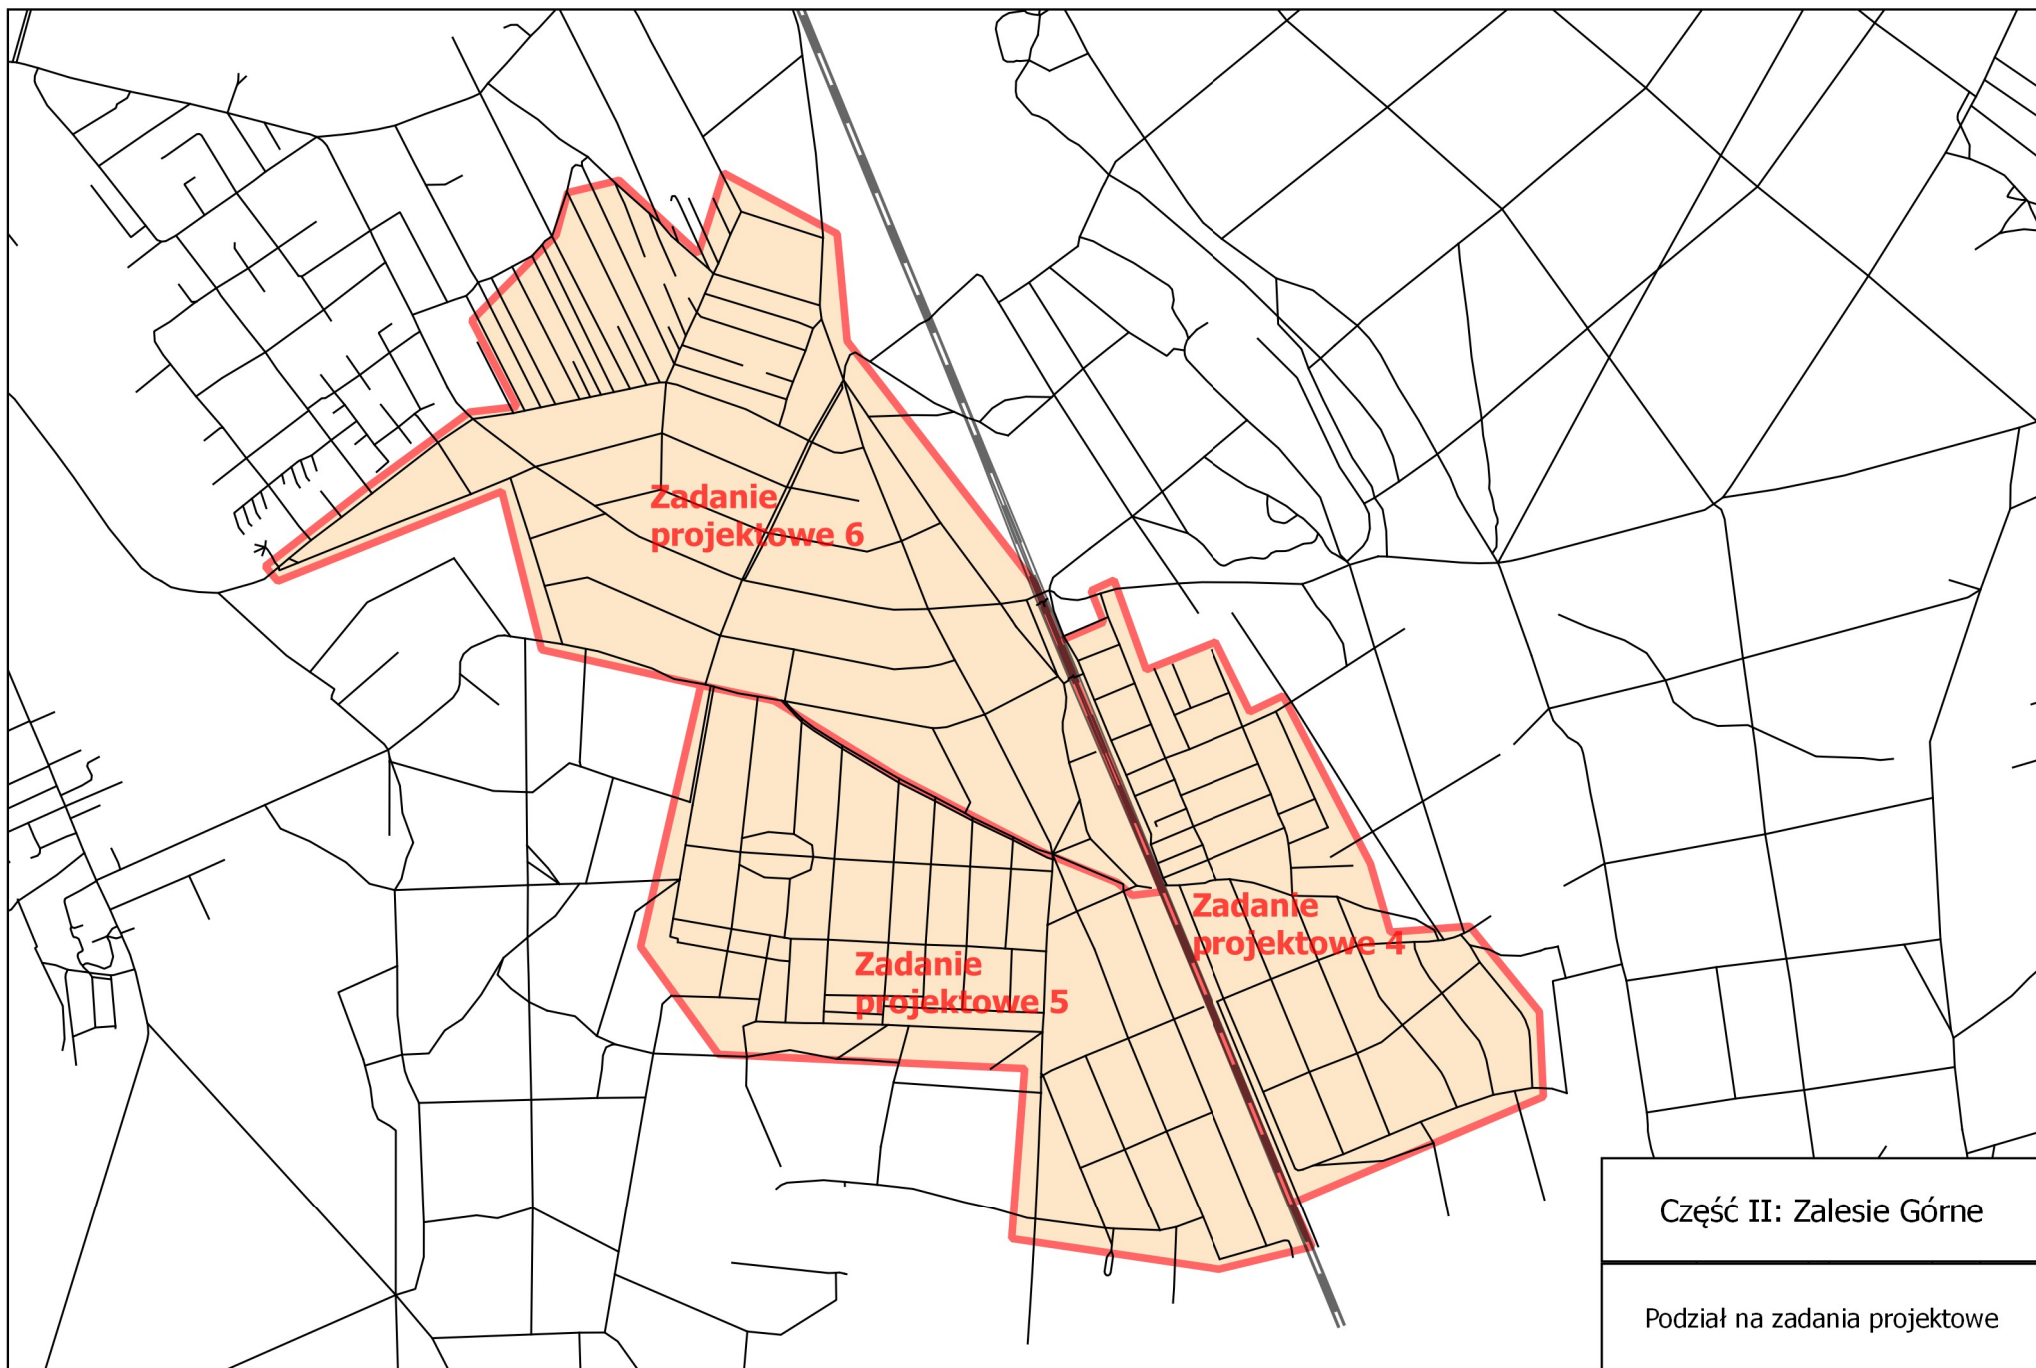 Zadanie
projektowe 6
Zadanie
projektowe 4
Zadanie
projektowe 5
Część II: Zalesie Górne
Podział na zadania projektowe